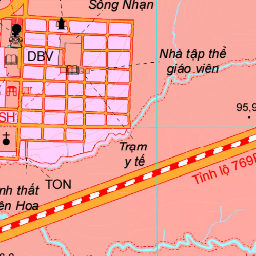 Sông Nhạn
DBV
Nhà tập thể
giáo viên
95,9
SH
Trạm
y tế
Tỉnh lộ 769
TON
nh thất
ên Hoa